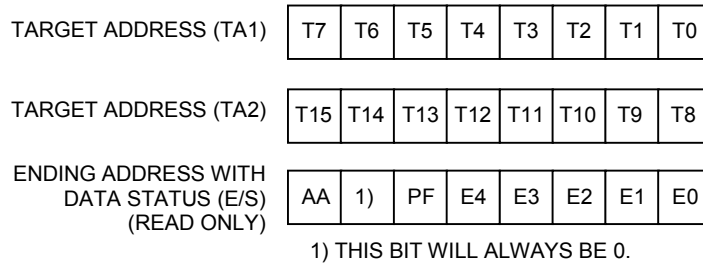 TARGET ADDRESS (TA1) T7 T6 T5 T4 T3 T2 T1 T0
TARGET ADDRESS (TA2) T15 T14 T13 T12 T11 T10 T9 T8
ENDING ADDRESS WITH
DATA STATUS (E/S) AA 1) PF E4 E3 E2 E1 E0
(READ ONLY)
1) THIS BIT WILL ALWAYS BE 0.